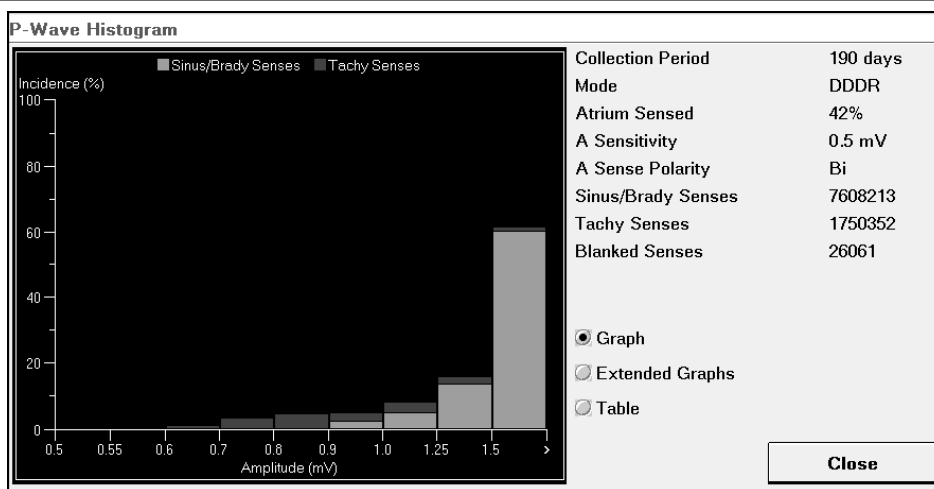 P-Wave Histogram
Sinus/Brady Senses Tachy Senses
Incidence (%)
100
80
60
40
20
0
0.5 0.55 0.6 0.7 0.8 0.9 1.0 1.25 1.5 >
Amplitude (mV)
Collection Period 190 days
Mode DDDR
Atrium Sensed 42%
A Sensitivity 0.5 mV
A Sense Polarity Bi
Sinus/Brady Senses 7608213
Tachy Senses 1750352
Blanked Senses 26061
Graph
Extended Graphs
Table
Close